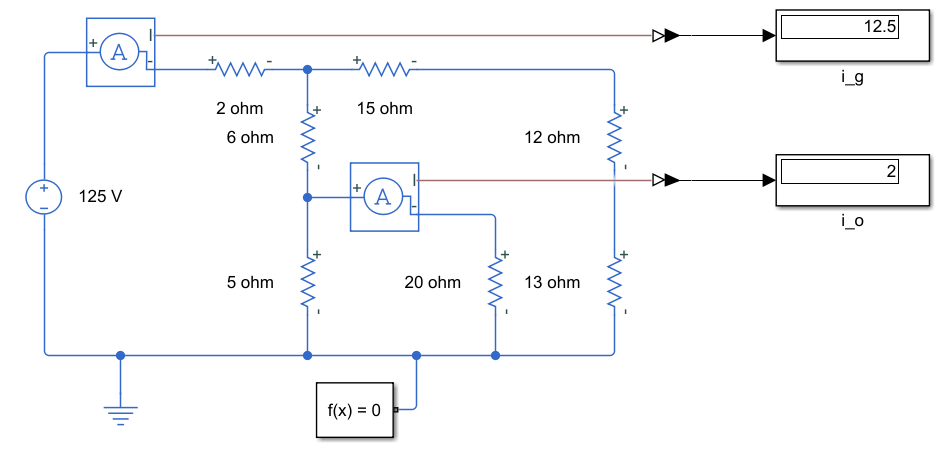 12.5
i_g
2 ohm
15 ohm
6 ohm
12 ohm
2
i_o
125 V
5 ohm
20 ohm
13 ohm
f(x) = 0
A
A